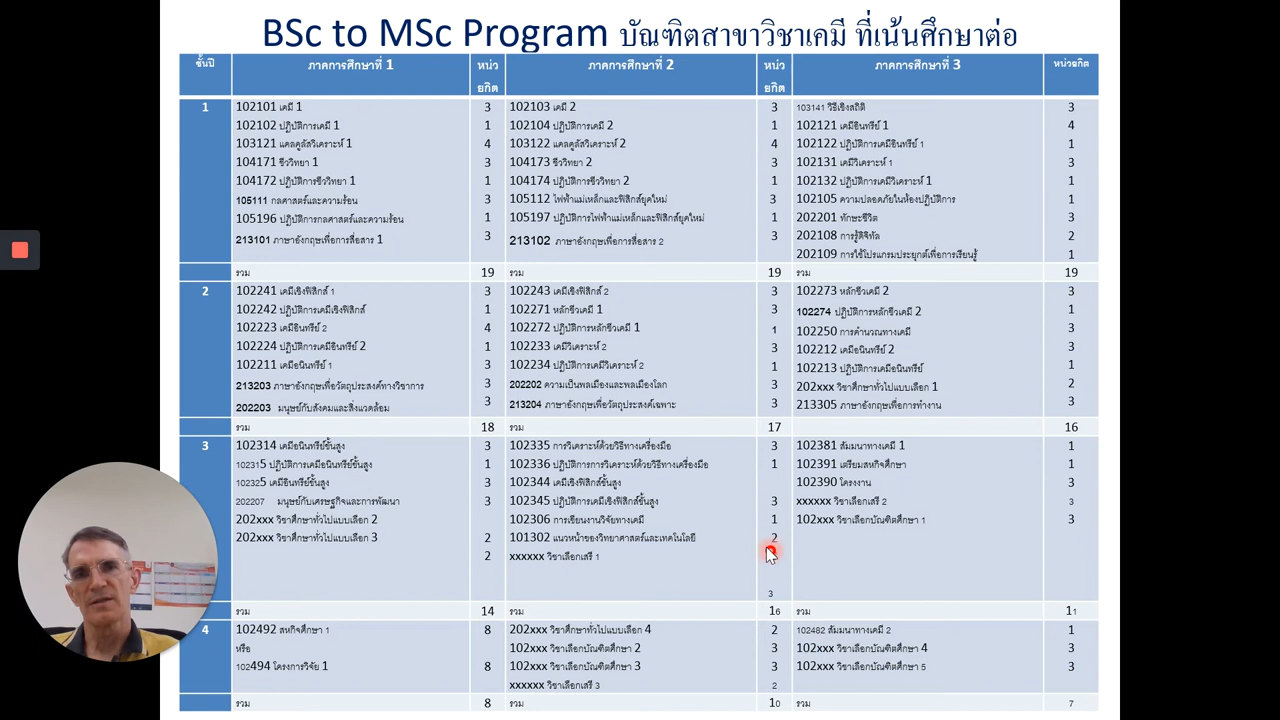 BSc to MSc Program บัณฑิตสาขาวิชาเคมี ที่เน้นศึกษาต่อ
ชั้นปี ภาคการศึกษาที่ 1 หน่วยกิต ภาคการศึกษาที่ 2 หน่วยกิต ภาคการศึกษาที่ 3 หน่วยกิต
1 102101 เคมี 1 3 102103 เคมี 2 3 103141 วิธีเชิงสถิติ 3
102102 ปฏิบัติการเคมี 1 1 102104 ปฏิบัติการเคมี 2 1 102121 เคมีอินทรีย์ 1 4
103121 แคลคูลัสวิเคราะห์ 1 4 103122 แคลคูลัสวิเคราะห์ 2 4 102122 ปฏิบัติการเคมีอินทรีย์ 1 1
104171 ชีววิทยา 1 3 104173 ชีววิทยา 2 3 102131 เคมีวิเคราะห์ 1 3
104172 ปฏิบัติการชีววิทยา 1 1 104174 ปฏิบัติการชีววิทยา 2 1 102132 ปฏิบัติการเคมีวิเคราะห์ 1 1
105111 กลศาสตร์และความร้อน 3 105112 ไฟฟ้าแม่เหล็กและฟิสิกส์ยุคใหม่ 3 102105 ความปลอดภัยในห้องปฏิบัติการ 1
105196 ปฏิบัติการกลศาสตร์และความร้อน 1 105197 ปฏิบัติการไฟฟ้าแม่เหล็กและฟิสิกส์ยุคใหม่ 1 202201 ทักษะชีวิต 3
213101 ภาษาอังกฤษเพื่อการสื่อสาร 1 3 213102 ภาษาอังกฤษเพื่อการสื่อสาร 2 3 202108 การรู้ดิจิทัล 2
202109 การใช้โปรแกรมประยุกต์เพื่อการเรียนรู้ 1
รวม 19 รวม 19 รวม 19
2 102241 เคมีเชิงฟิสิกส์ 1 3 102243 เคมีเชิงฟิสิกส์ 2 3 102273 หลักชีวเคมี 2 3
102242 ปฏิบัติการเคมีเชิงฟิสิกส์ 1 102271 หลักชีวเคมี 1 3 102274 ปฏิบัติการหลักชีวเคมี 2 1
102223 เคมีอินทรีย์ 2 4 102272 ปฏิบัติการหลักชีวเคมี 1 1 102250 การคำนวณทางเคมี 3
102224 ปฏิบัติการเคมีอินทรีย์ 2 1 102233 เคมีวิเคราะห์ 2 3 102212 เคมีอนินทรีย์ 2 3
102211 เคมีอนินทรีย์ 1 3 102234 ปฏิบัติการเคมีวิเคราะห์ 2 1 102213 ปฏิบัติการเคมีอนินทรีย์ 1
213203 ภาษาอังกฤษเพื่อวัตถุประสงค์ทางวิชาการ 3 202202 ความเป็นพลเมืองและพลเมืองโลก 3 202xxx วิชาศึกษาทั่วไปแบบเลือก 1 2
202203 มนุษย์กับสังคมและสิ่งแวดล้อม 3 213204 ภาษาอังกฤษเพื่อวัตถุประสงค์เฉพาะ 3 213305 ภาษาอังกฤษเพื่อการทำงาน 3
รวม 18 รวม 17 16
3 102314 เคมีอนินทรีย์ขั้นสูง 3 102335 การวิเคราะห์ด้วยวิธีทางเครื่องมือ 3 102381 สัมมนาทางเคมี 1 1
102315 ปฏิบัติการเคมีอนินทรีย์ขั้นสูง 1 102336 ปฏิบัติการการวิเคราะห์ด้วยวิธีทางเครื่องมือ 1 102391 เตรียมสหกิจศึกษา 1
102325 เคมีอินทรีย์ขั้นสูง 3 102344 เคมีเชิงฟิสิกส์ขั้นสูง 102390 โครงงาน 3
202207 มนุษย์กับเศรษฐกิจและการพัฒนา 3 102345 ปฏิบัติการเคมีเชิงฟิสิกส์ขั้นสูง 3 xxxxxx วิชาเลือกเสรี 2 3
202xxx วิชาศึกษาทั่วไปแบบเลือก 2 102306 การเขียนงานวิจัยทางเคมี 1 102xxx วิชาเลือกบัณฑิตศึกษา 1 3
202xxx วิชาศึกษาทั่วไปแบบเลือก 3 2 101302 แนวหน้าของวิทยาศาสตร์และเทคโนโลยี 2
2 xxxxxx วิชาเลือกเสรี 1
3
รวม 14 รวม 16 รวม 11
4 102492 สหกิจศึกษา 1 8 202xxx วิชาศึกษาทั่วไปแบบเลือก 4 2 102482 สัมมนาทางเคมี 2 1
หรือ 102xxx วิชาเลือกบัณฑิตศึกษา 2 3 102xxx วิชาเลือกบัณฑิตศึกษา 4 3
102494 โครงการวิจัย 1 8 102xxx วิชาเลือกบัณฑิตศึกษา 3 3 102xxx วิชาเลือกบัณฑิตศึกษา 5 3
xxxxxx วิชาเลือกเสรี 3 2
รวม 8 รวม 10 รวม 7